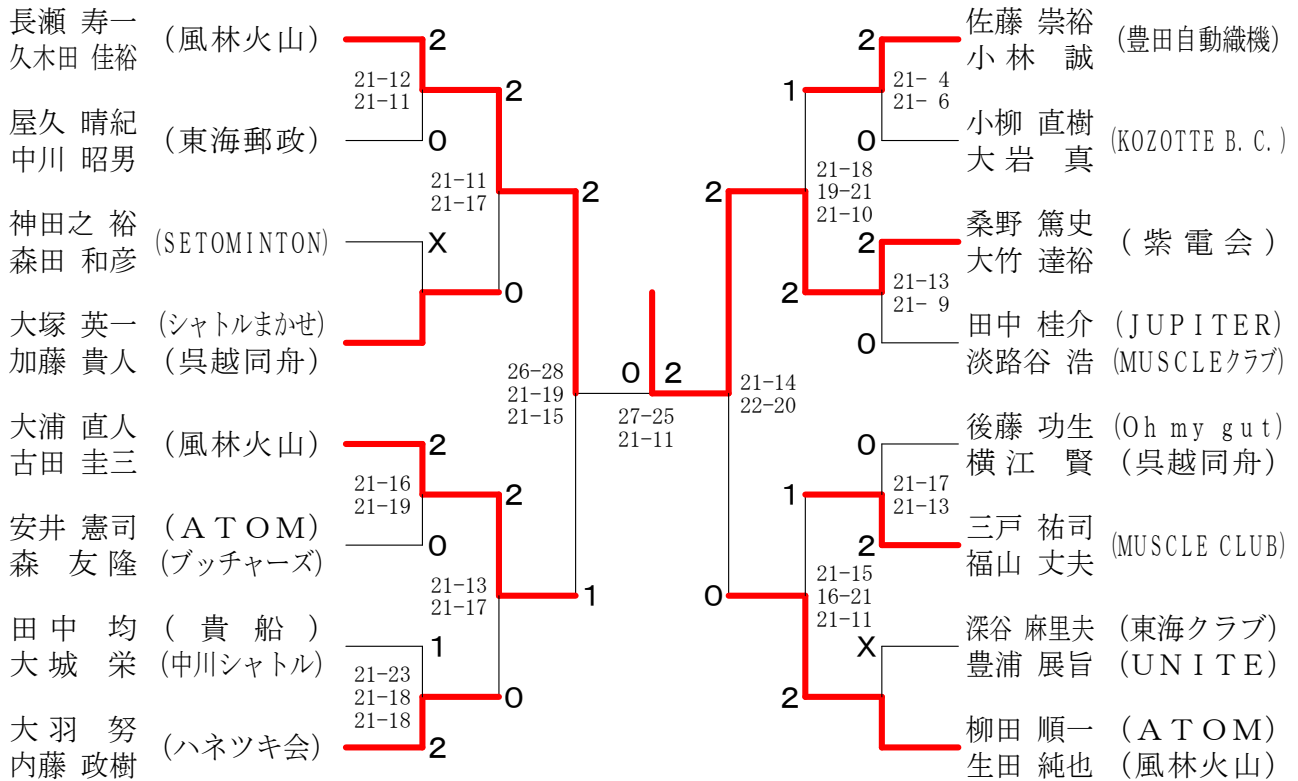 長瀬 寿一
久木田 佳裕
(風林火山)
2
21-12
21-11
2
屋久 晴紀
中川 昭男
(東海郵政)
0
21-11
21-17
2
神田之 裕
森田 和彦
(SETOMINTON)
X
0
大塚 英一 (シャトルまかせ)
加藤 貴人 (呉越同舟)
26-28
21-19
21-15
大浦 直人
古田 圭三
(風林火山)
2
21-16
21-19
2
安井 憲司 (ATOM)
森 友隆 (ブッチャーズ)
0
21-13
21-17
1
田中 均 (貴船)
大城 栄 (中川シャトル)
1
21-23
21-18
21-18
0
大羽 努
内藤 政樹
(ハネツキ会)
2
0 2
27-25
21-11
2
佐藤 崇裕
小林 誠
(豊田自動織機)
1
21- 4
21- 6
0
小柳 直樹
大岩 真
(KOZOTTE B.C.)
2
21-18
19-21
21-10
2
桑野 篤史
大竹 達裕
(紫電会)
2
21-13
21- 9
0
田中 桂介 (JUPITER)
淡路谷 浩 (MUSCLEクラブ)
21-14
22-20
0
後藤 功生 (Oh my gut)
横江 賢 (呉越同舟)
1
21-17
21-13
2
三戸 祐司
福山 丈夫
(MUSCLE CLUB)
0
21-15
16-21
21-11
X
深谷 麻里夫 (東海クラブ)
豊浦 展旨 (UNITE)
2
柳田 順一 (ATOM)
生田 純也 (風林火山)